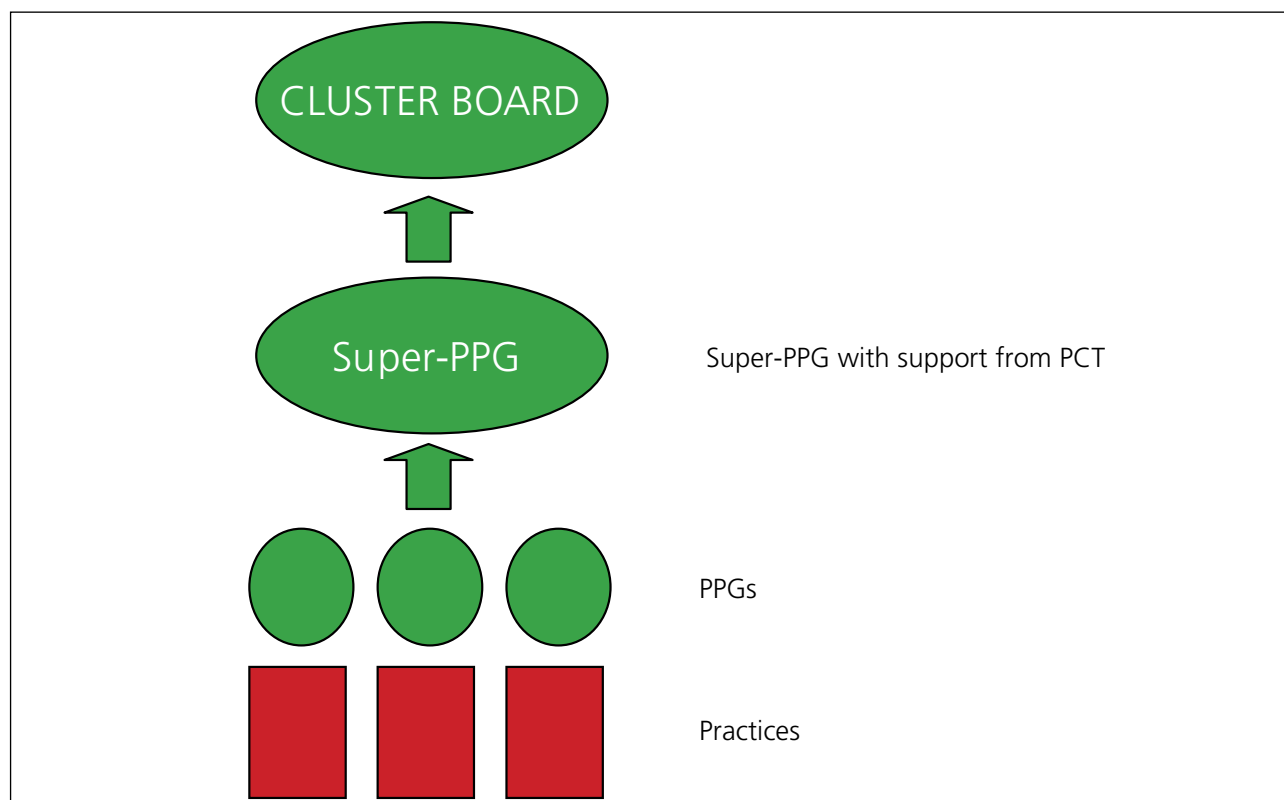 CLUSTER BOARD
Super-PPG
Super-PPG with support from PCT
PPGs
Practices